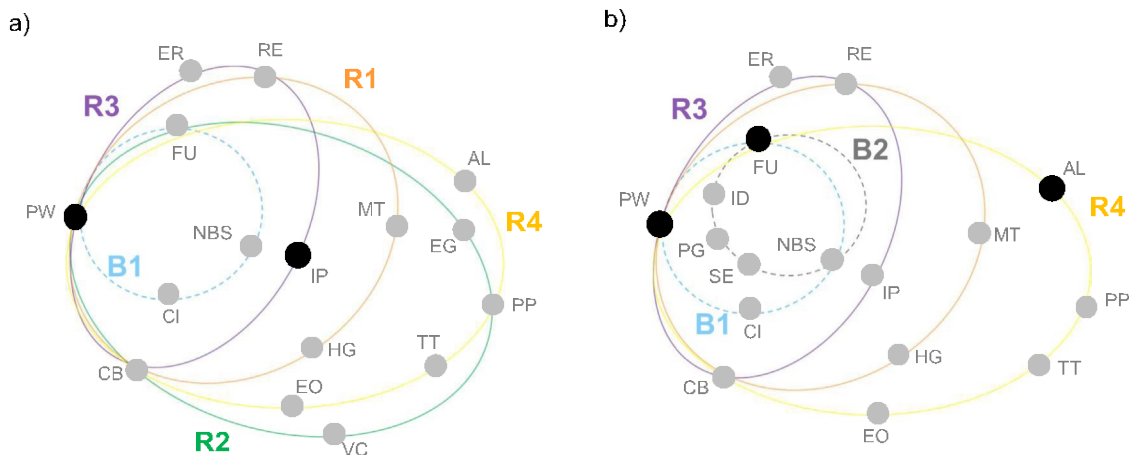 a)
ER
RE
R1
R3
FU
AL
PW
MT
NBS
EG
R4
B1
IP
CI
PP
HG
TT
CB
EO
R2
VC
b)
ER
RE
R3
B2
FU
AL
PW
ID
R4
MT
PG
NBS
SE
IP
B1
CI
PP
HG
TT
CB
EO